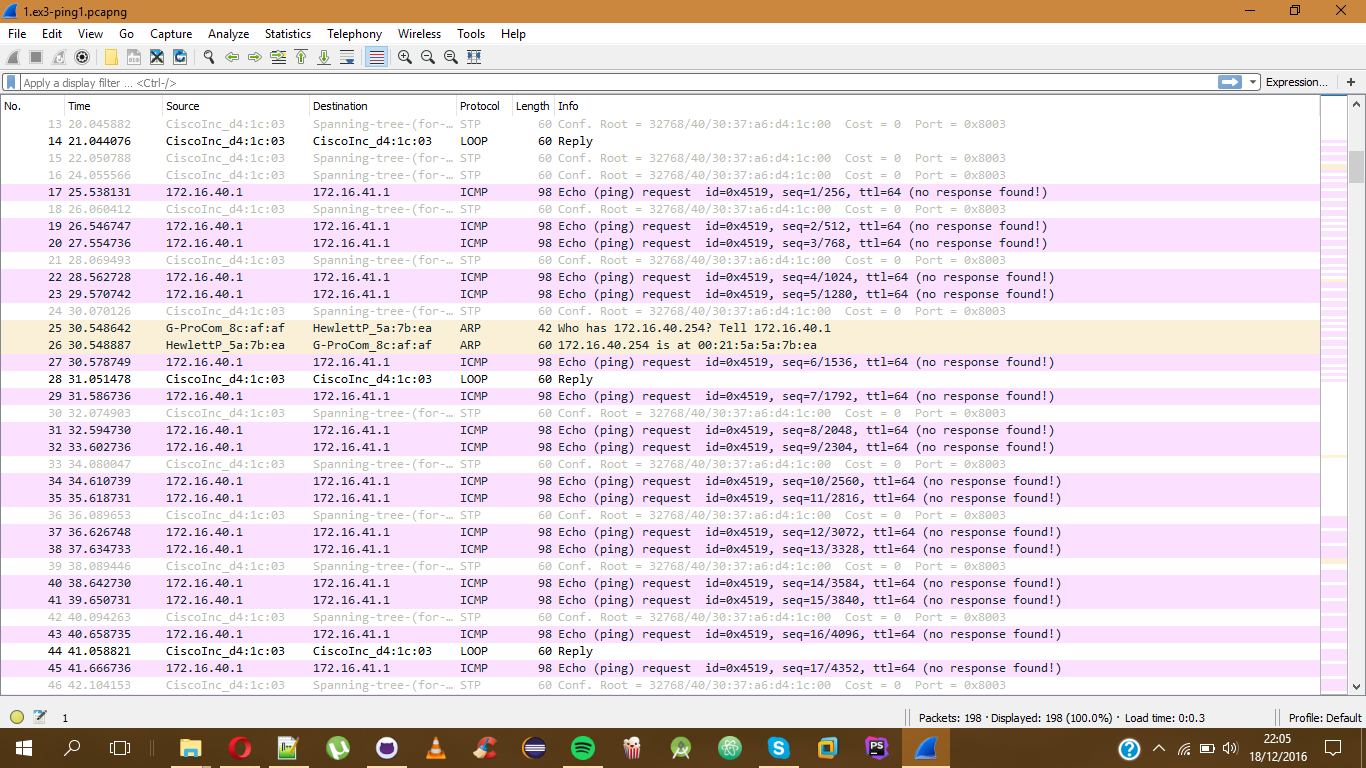 1.ex3-ping1.pcapng
File Edit View Go Capture Analyze Statistics Telephony Wireless Tools Help
Apply a display filter ... <Ctrl-/> Expression... +
No. Time Source Destination Protocol Length Info
13 20.045882 CiscoInc_d4:1c:03 Spanning-tree-(for-… STP 60 Conf. Root = 32768/40/30:37:a6:d4:1c:00 Cost = 0 Port = 0x8003
14 21.044076 CiscoInc_d4:1c:03 CiscoInc_d4:1c:03 LOOP 60 Reply
15 22.050788 CiscoInc_d4:1c:03 Spanning-tree-(for-… STP 60 Conf. Root = 32768/40/30:37:a6:d4:1c:00 Cost = 0 Port = 0x8003
16 24.055566 CiscoInc_d4:1c:03 Spanning-tree-(for-… STP 60 Conf. Root = 32768/40/30:37:a6:d4:1c:00 Cost = 0 Port = 0x8003
17 25.538131 172.16.40.1 172.16.41.1 ICMP 98 Echo (ping) request id=0x4519, seq=1/256, ttl=64 (no response found!)
18 26.060412 CiscoInc_d4:1c:03 Spanning-tree-(for-… STP 60 Conf. Root = 32768/40/30:37:a6:d4:1c:00 Cost = 0 Port = 0x8003
19 26.546747 172.16.40.1 172.16.41.1 ICMP 98 Echo (ping) request id=0x4519, seq=2/512, ttl=64 (no response found!)
20 27.554736 172.16.40.1 172.16.41.1 ICMP 98 Echo (ping) request id=0x4519, seq=3/768, ttl=64 (no response found!)
21 28.069493 CiscoInc_d4:1c:03 Spanning-tree-(for-… STP 60 Conf. Root = 32768/40/30:37:a6:d4:1c:00 Cost = 0 Port = 0x8003
22 28.562728 172.16.40.1 172.16.41.1 ICMP 98 Echo (ping) request id=0x4519, seq=4/1024, ttl=64 (no response found!)
23 29.570742 172.16.40.1 172.16.41.1 ICMP 98 Echo (ping) request id=0x4519, seq=5/1280, ttl=64 (no response found!)
24 30.070126 CiscoInc_d4:1c:03 Spanning-tree-(for-… STP 60 Conf. Root = 32768/40/30:37:a6:d4:1c:00 Cost = 0 Port = 0x8003
25 30.548642 G-ProCom_8c:af:af HewlettP_5a:7b:ea ARP 42 Who has 172.16.40.254? Tell 172.16.40.1
26 30.548887 HewlettP_5a:7b:ea G-ProCom_8c:af:af ARP 60 172.16.40.254 is at 00:21:5a:5a:7b:ea
27 30.578749 172.16.40.1 172.16.41.1 ICMP 98 Echo (ping) request id=0x4519, seq=6/1536, ttl=64 (no response found!)
28 31.051478 CiscoInc_d4:1c:03 CiscoInc_d4:1c:03 LOOP 60 Reply
29 31.586736 172.16.40.1 172.16.41.1 ICMP 98 Echo (ping) request id=0x4519, seq=7/1792, ttl=64 (no response found!)
30 32.074903 CiscoInc_d4:1c:03 Spanning-tree-(for-… STP 60 Conf. Root = 32768/40/30:37:a6:d4:1c:00 Cost = 0 Port = 0x8003
31 32.594730 172.16.40.1 172.16.41.1 ICMP 98 Echo (ping) request id=0x4519, seq=8/2048, ttl=64 (no response found!)
32 33.602736 172.16.40.1 172.16.41.1 ICMP 98 Echo (ping) request id=0x4519, seq=9/2304, ttl=64 (no response found!)
33 34.080047 CiscoInc_d4:1c:03 Spanning-tree-(for-… STP 60 Conf. Root = 32768/40/30:37:a6:d4:1c:00 Cost = 0 Port = 0x8003
34 34.610739 172.16.40.1 172.16.41.1 ICMP 98 Echo (ping) request id=0x4519, seq=10/2560, ttl=64 (no response found!)
35 35.618731 172.16.40.1 172.16.41.1 ICMP 98 Echo (ping) request id=0x4519, seq=11/2816, ttl=64 (no response found!)
36 36.089653 CiscoInc_d4:1c:03 Spanning-tree-(for-… STP 60 Conf. Root = 32768/40/30:37:a6:d4:1c:00 Cost = 0 Port = 0x8003
37 36.626748 172.16.40.1 172.16.41.1 ICMP 98 Echo (ping) request id=0x4519, seq=12/3072, ttl=64 (no response found!)
38 37.634733 172.16.40.1 172.16.41.1 ICMP 98 Echo (ping) request id=0x4519, seq=13/3328, ttl=64 (no response found!)
39 38.089446 CiscoInc_d4:1c:03 Spanning-tree-(for-… STP 60 Conf. Root = 32768/40/30:37:a6:d4:1c:00 Cost = 0 Port = 0x8003
40 38.642730 172.16.40.1 172.16.41.1 ICMP 98 Echo (ping) request id=0x4519, seq=14/3584, ttl=64 (no response found!)
41 39.650731 172.16.40.1 172.16.41.1 ICMP 98 Echo (ping) request id=0x4519, seq=15/3840, ttl=64 (no response found!)
42 40.094263 CiscoInc_d4:1c:03 Spanning-tree-(for-… STP 60 Conf. Root = 32768/40/30:37:a6:d4:1c:00 Cost = 0 Port = 0x8003
43 40.658735 172.16.40.1 172.16.41.1 ICMP 98 Echo (ping) request id=0x4519, seq=16/4096, ttl=64 (no response found!)
44 41.058821 CiscoInc_d4:1c:03 CiscoInc_d4:1c:03 LOOP 60 Reply
45 41.666736 172.16.40.1 172.16.41.1 ICMP 98 Echo (ping) request id=0x4519, seq=17/4352, ttl=64 (no response found!)
46 42.104153 CiscoInc_d4:1c:03 Spanning-tree-(for-… STP 60 Conf. Root = 32768/40/30:37:a6:d4:1c:00 Cost = 0 Port = 0x8003
1 Packets: 198 · Displayed: 198 (100.0%) · Load time: 0:0.3 Profile: Default
22:05
18/12/2016